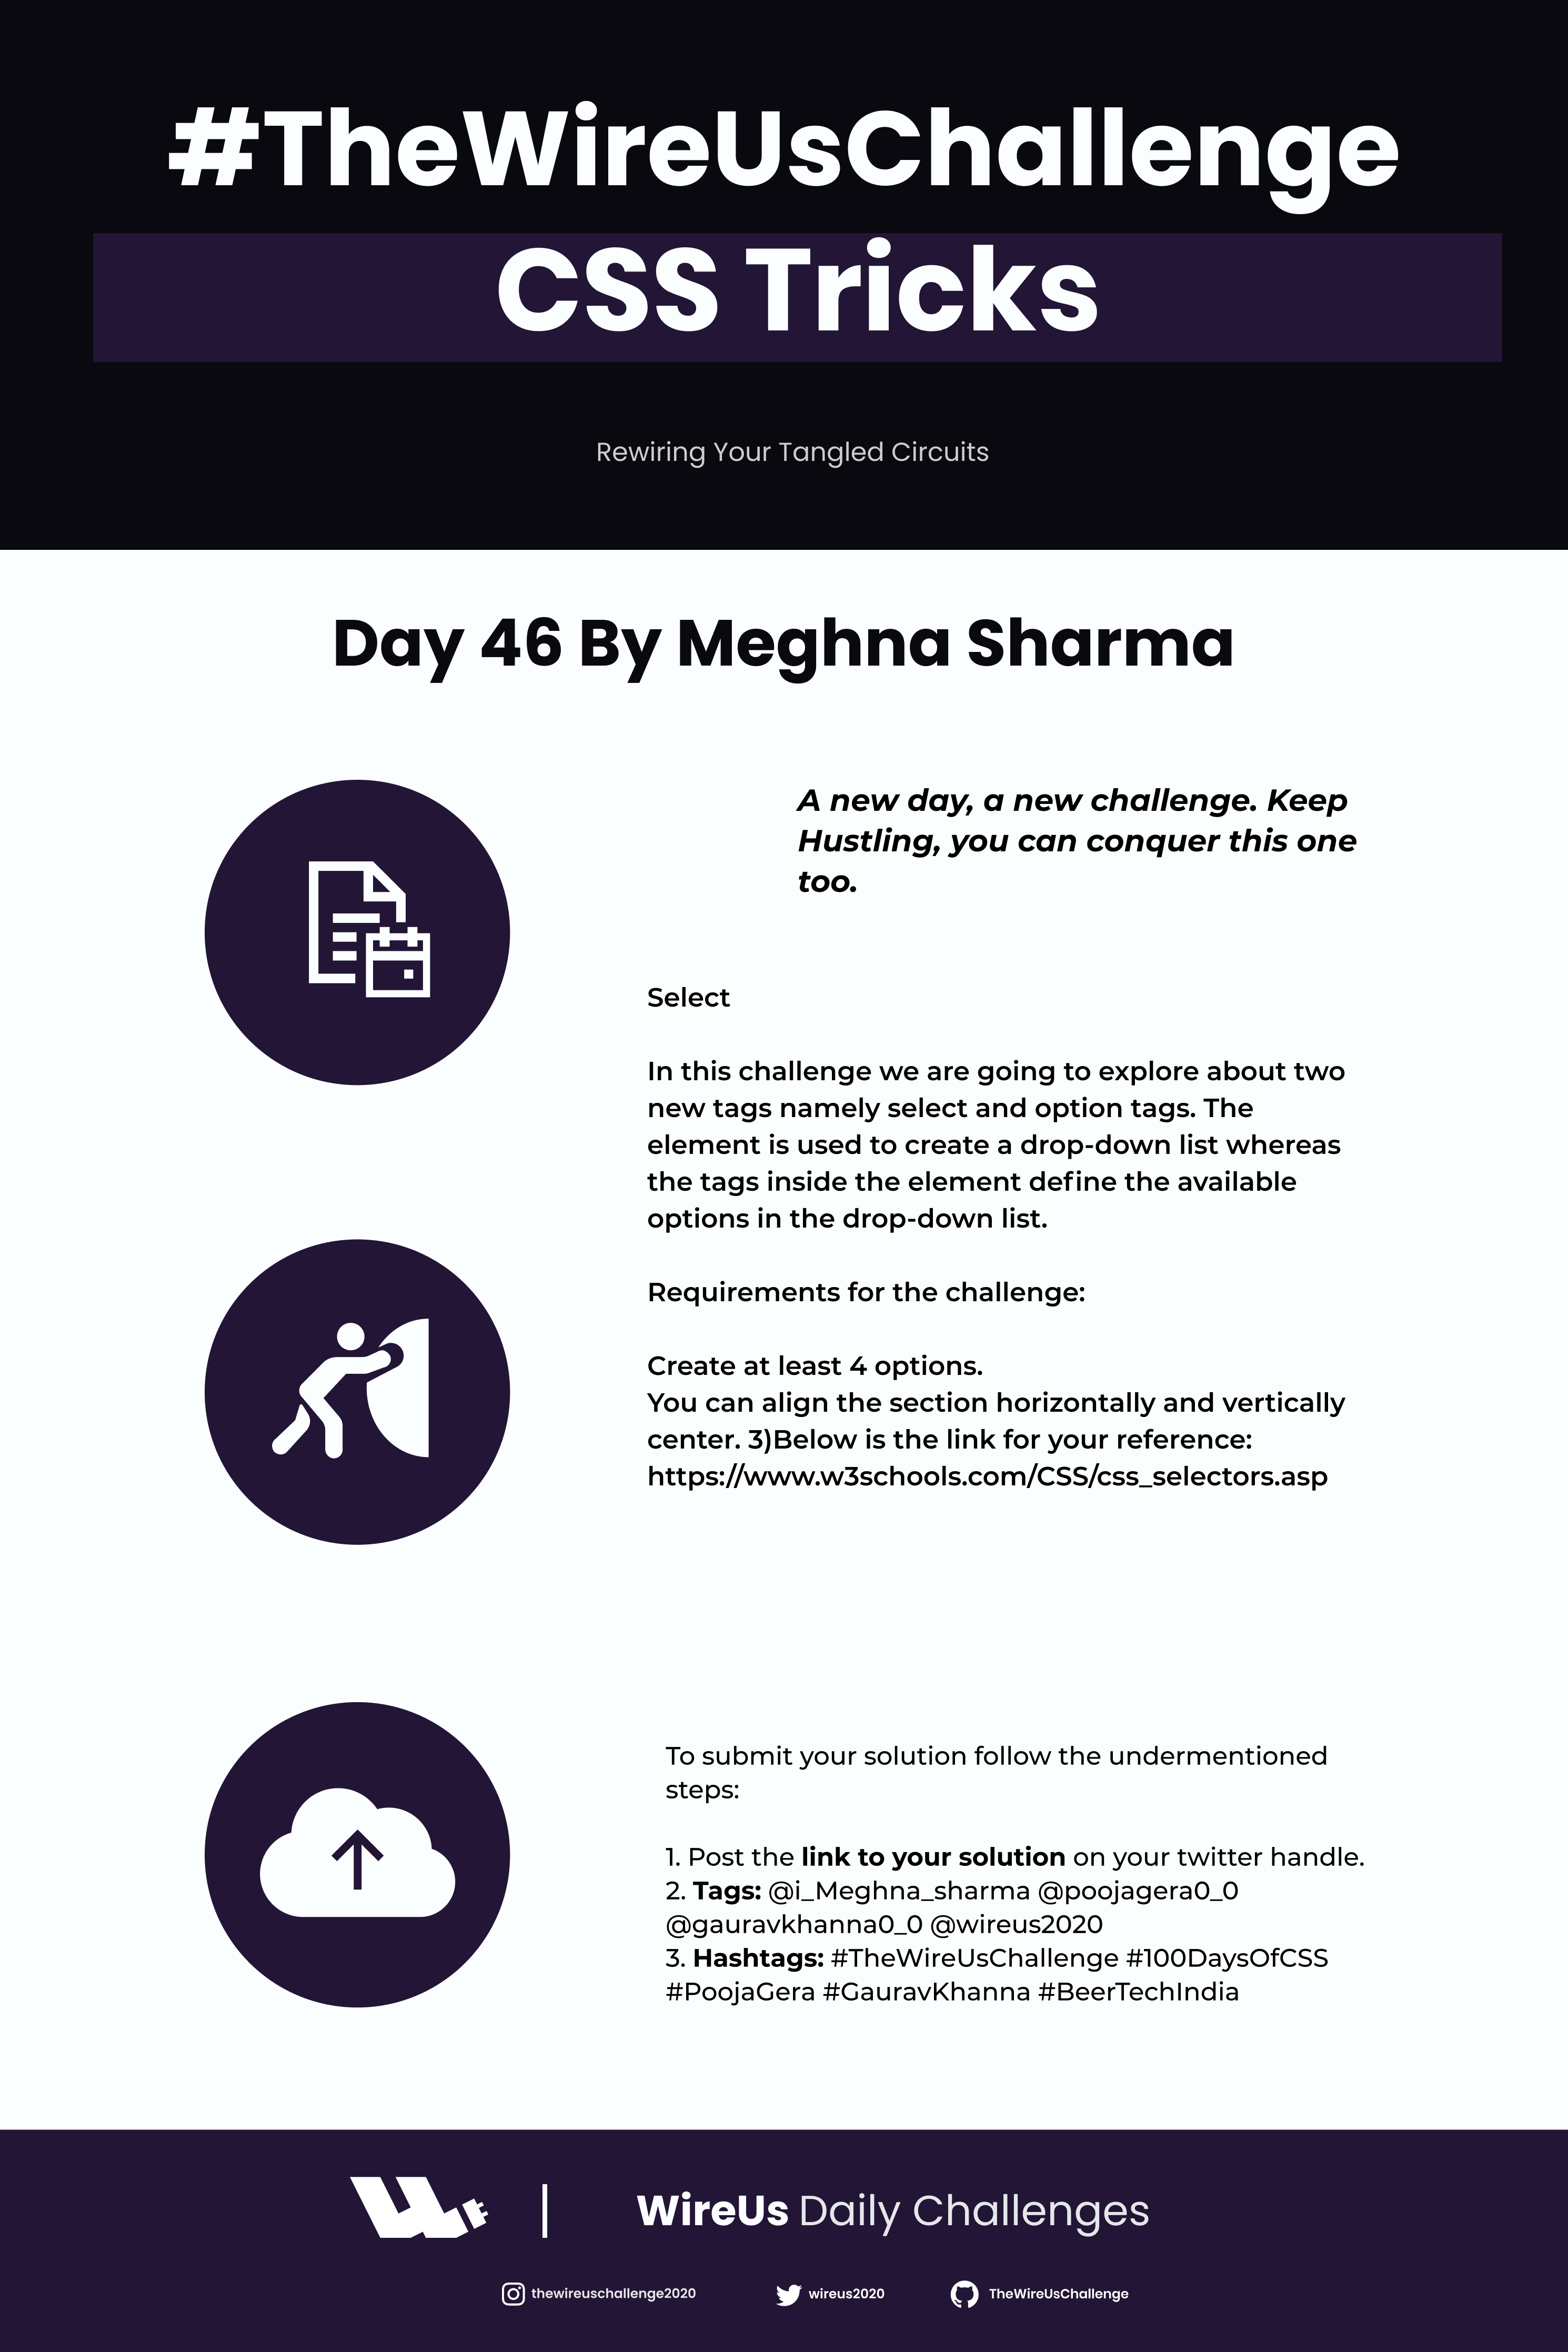 #TheWireUsChallenge
CSS Tricks
Rewiring Your Tangled Circuits
Day 46 By Meghna Sharma
A new day, a new challenge. Keep
Hustling, you can conquer this one
too.
Select
In this challenge we are going to explore about two
new tags namely select and option tags. The
element is used to create a drop-down list whereas
the tags inside the element define the available
options in the drop-down list.
Requirements for the challenge:
Create at least 4 options.
You can align the section horizontally and vertically
center. 3)Below is the link for your reference:
https://www.w3schools.com/CSS/css_selectors.asp
To submit your solution follow the undermentioned
steps:
1. Post the link to your solution on your twitter handle.
2. Tags: @i_Meghna_sharma @poojagera0_0
@gauravkhanna0_0 @wireus2020
3. Hashtags: #TheWireUsChallenge #100DaysOfCSS
#PoojaGera #GauravKhanna #BeerTechIndia
WireUs Daily Challenges
thewireuschallenge2020 wireus2020 TheWireUsChallenge